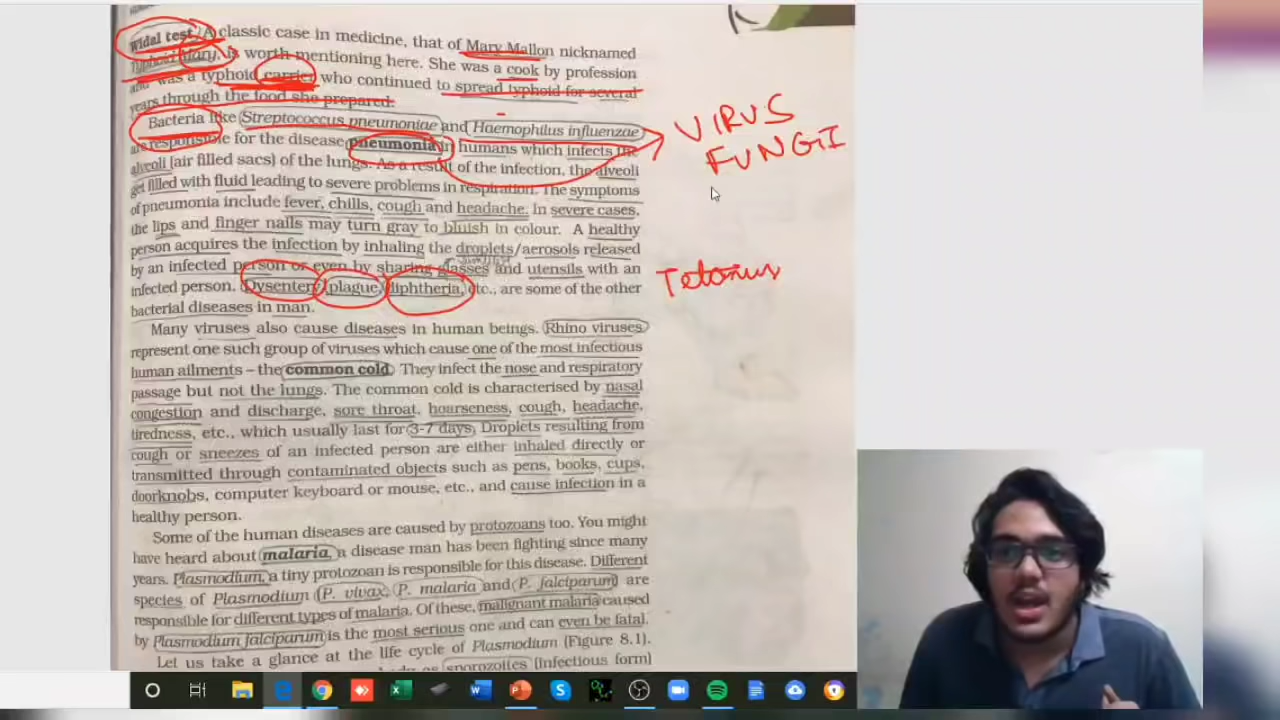 Widal test. A classic case in medicine, that of Mary Mallon nicknamed
Typhoid Mary, is worth mentioning here. She was a cook by profession
and was a typhoid carrier who continued to spread typhoid for several
years through the food she prepared.
Bacteria like Streptococcus pneumoniae and Haemophilus influenzae
are responsible for the disease pneumonia in humans which infects the
alveoli (air filled sacs) of the lungs. As a result of the infection, the alveoli
get filled with fluid leading to severe problems in respiration. The symptoms
of pneumonia include fever, chills, cough and headache. In severe cases,
the lips and finger nails may turn gray to bluish in colour. A healthy
person acquires the infection by inhaling the droplets/aerosols released
by an infected person or even by sharing glasses and utensils with an
infected person. Dysentery, plague, diphtheria, etc., are some of the other
bacterial diseases in man.
VIRUS
FUNGI
Tetanus
Many viruses also cause diseases in human beings. Rhino viruses
represent one such group of viruses which cause one of the most infectious
human ailments – the common cold. They infect the nose and respiratory
passage but not the lungs. The common cold is characterised by nasal
congestion and discharge, sore throat, hoarseness, cough, headache,
tiredness, etc., which usually last for 3-7 days. Droplets resulting from
cough or sneezes of an infected person are either inhaled directly or
transmitted through contaminated objects such as pens, books, cups,
doorknobs, computer keyboard or mouse, etc., and cause infection in a
healthy person.
Some of the human diseases are caused by protozoans too. You might
have heard about malaria, a disease man has been fighting since many
years. Plasmodium, a tiny protozoan is responsible for this disease. Different
species of Plasmodium (P. vivax, P. malaria and P. falciparum) are
responsible for different types of malaria. Of these, malignant malaria caused
by Plasmodium falciparum is the most serious one and can even be fatal.
Let us take a glance at the life cycle of Plasmodium (Figure 8.1).
as sporozoites (infectious form)